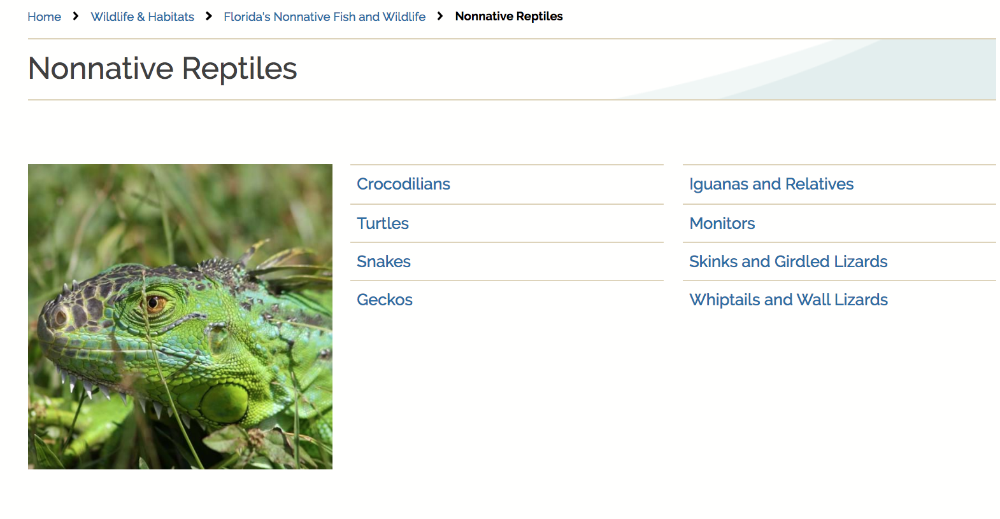 Home > Wildlife & Habitats > Florida's Nonnative Fish and Wildlife > Nonnative Reptiles
Nonnative Reptiles
Crocodilians
Turtles
Snakes
Geckos
Iguanas and Relatives
Monitors
Skinks and Girdled Lizards
Whiptails and Wall Lizards